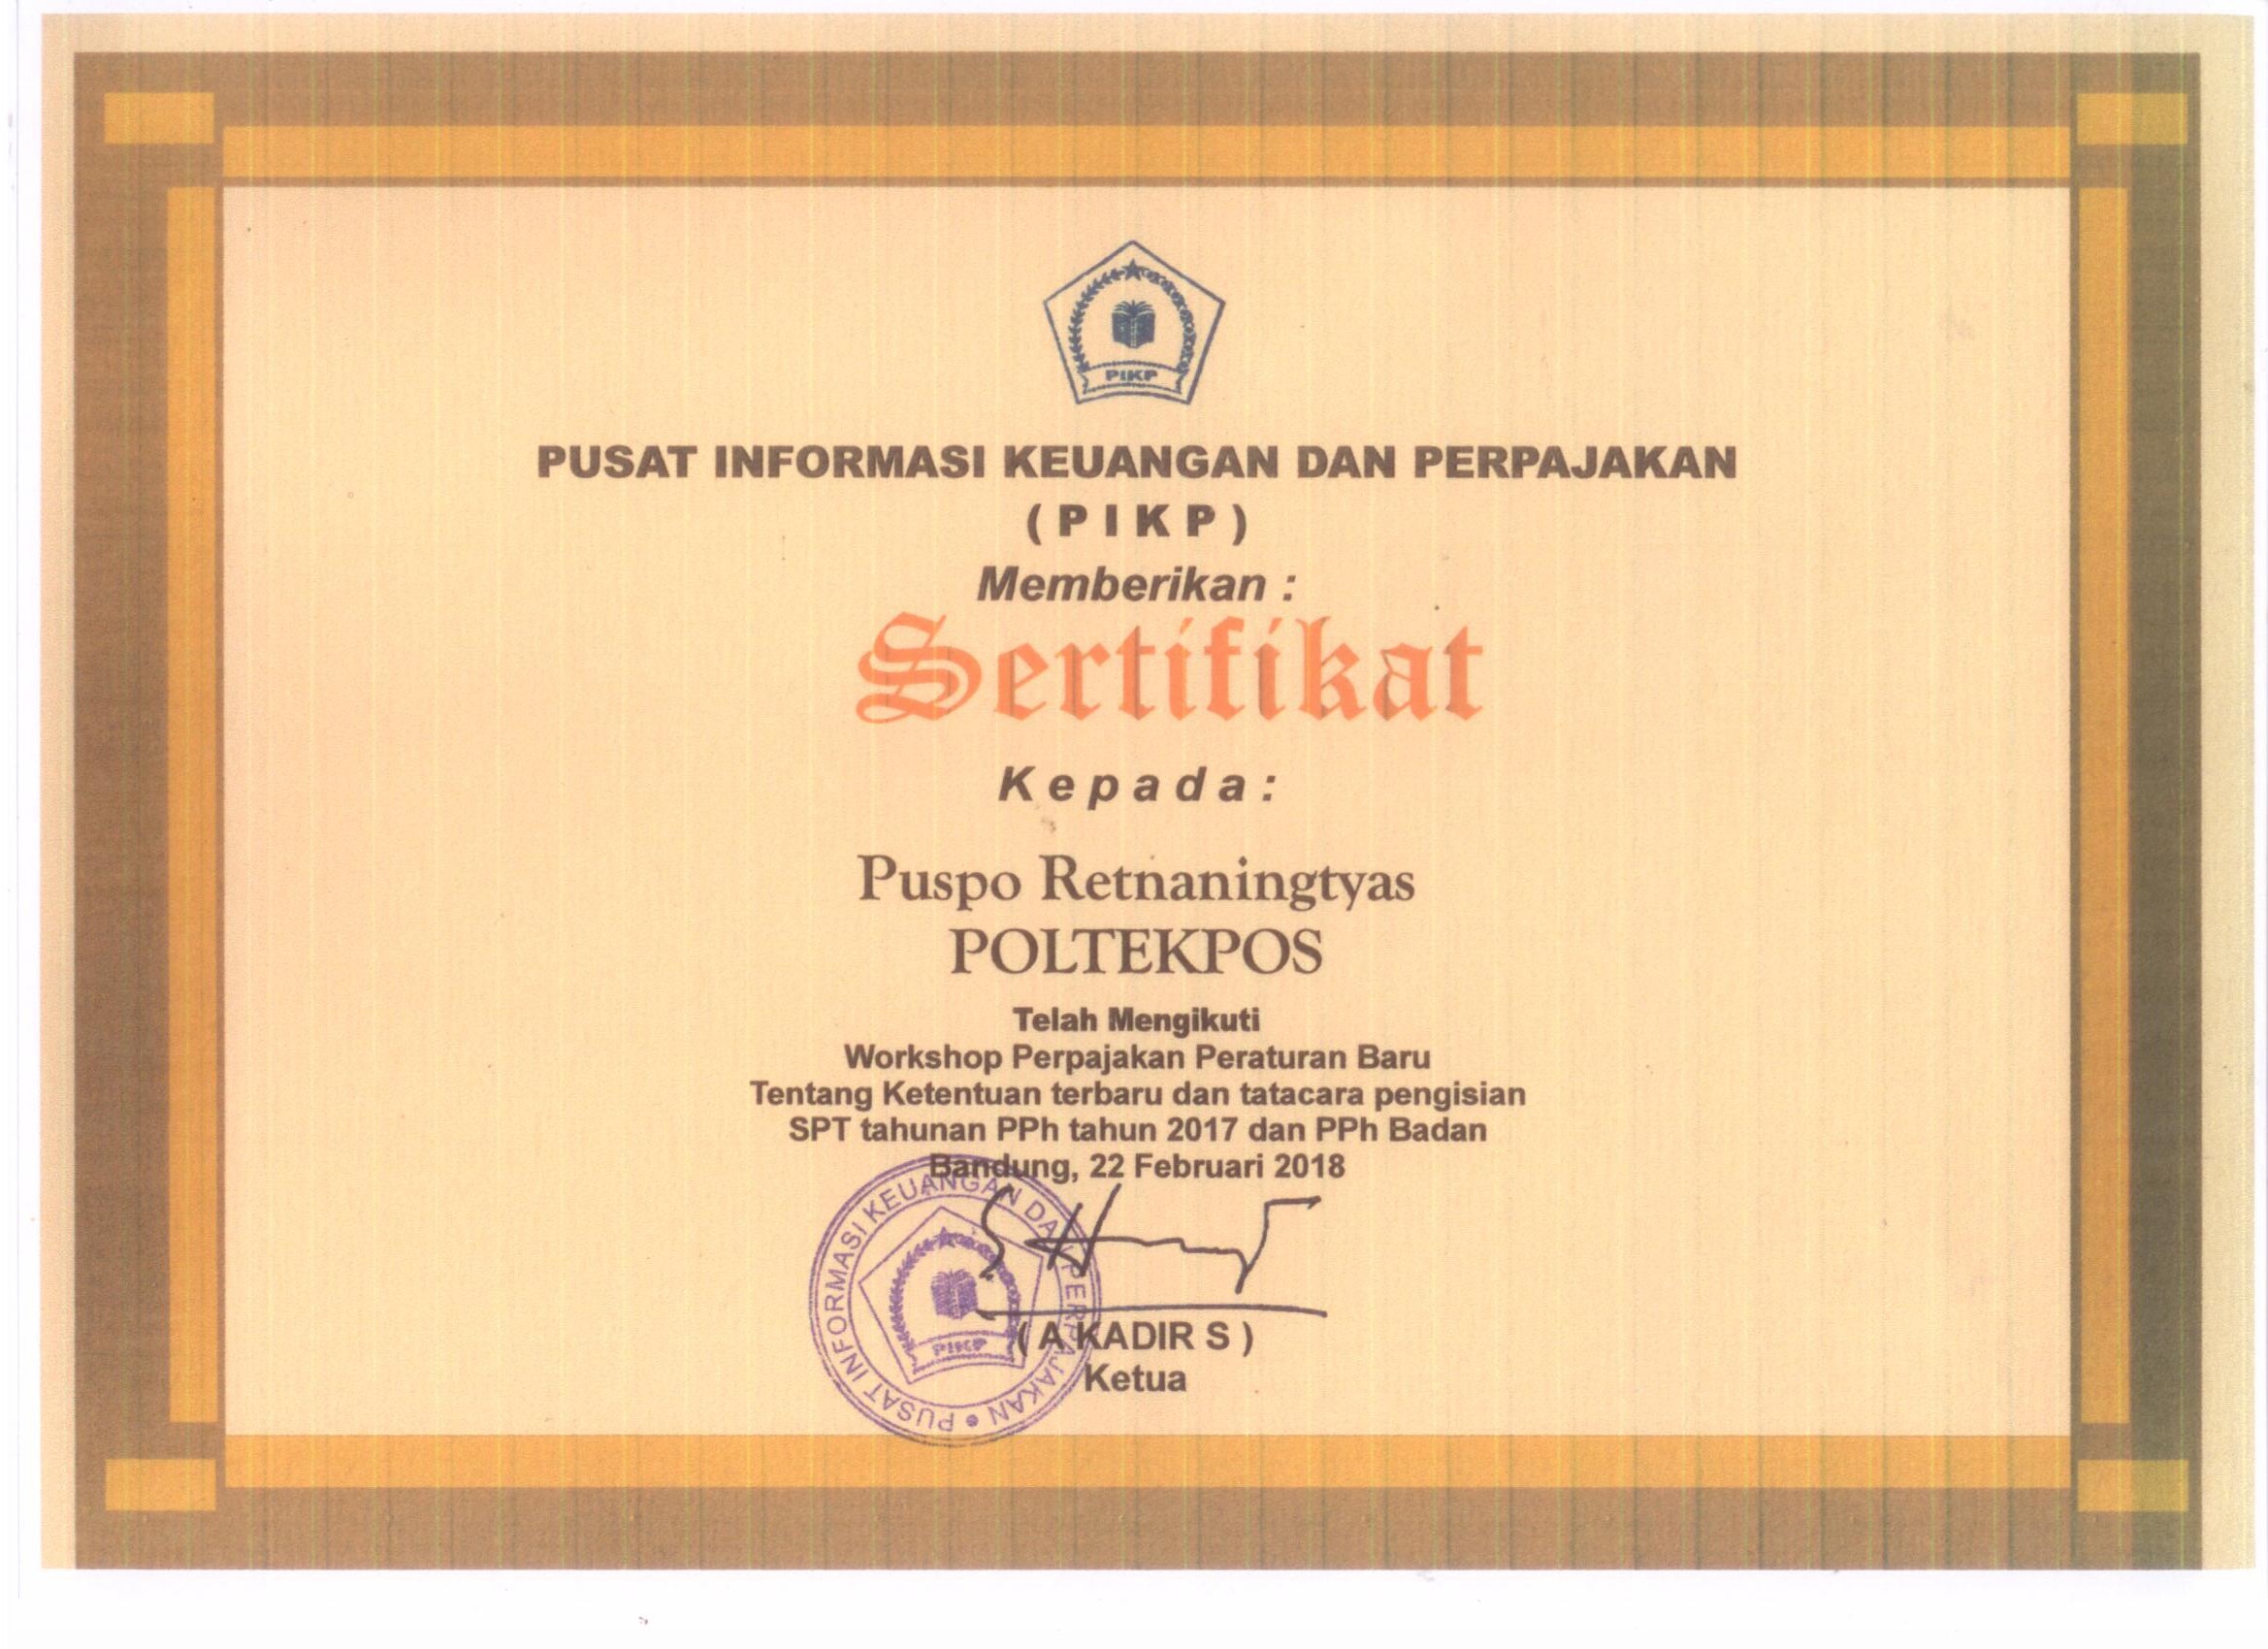 PIKP
PUSAT INFORMASI KEUANGAN DAN PERPAJAKAN
( P I K P )
Memberikan :
Sertifikat
K e p a d a :
Puspo Retnaningtyas
POLTEKPOS
Telah Mengikuti
Workshop Perpajakan Peraturan Baru
Tentang Ketentuan terbaru dan tatacara pengisian
SPT tahunan PPh tahun 2017 dan PPh Badan
Bandung, 22 Februari 2018
PUSAT INFORMASI KEUANGAN DAN PERPAJAKAN •
PIKP
( A KADIR S )
Ketua